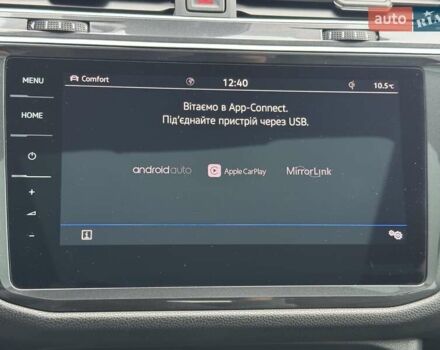 auto RIA
MENU
Comfort
12:40
10.5°C
HOME
Вітаємо в App-Connect.
Під'єднайте пристрій через USB.
androidauto
Apple CarPlay
MirrorLink